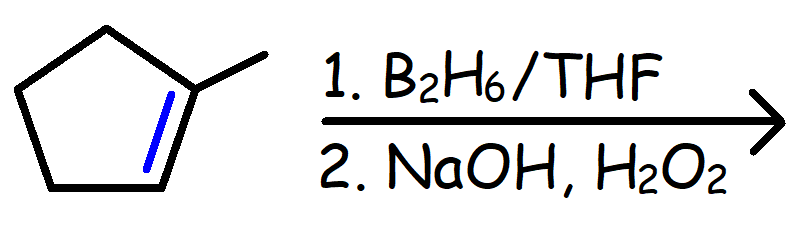 1. B₂H₆/THF
2. NaOH, H₂O₂